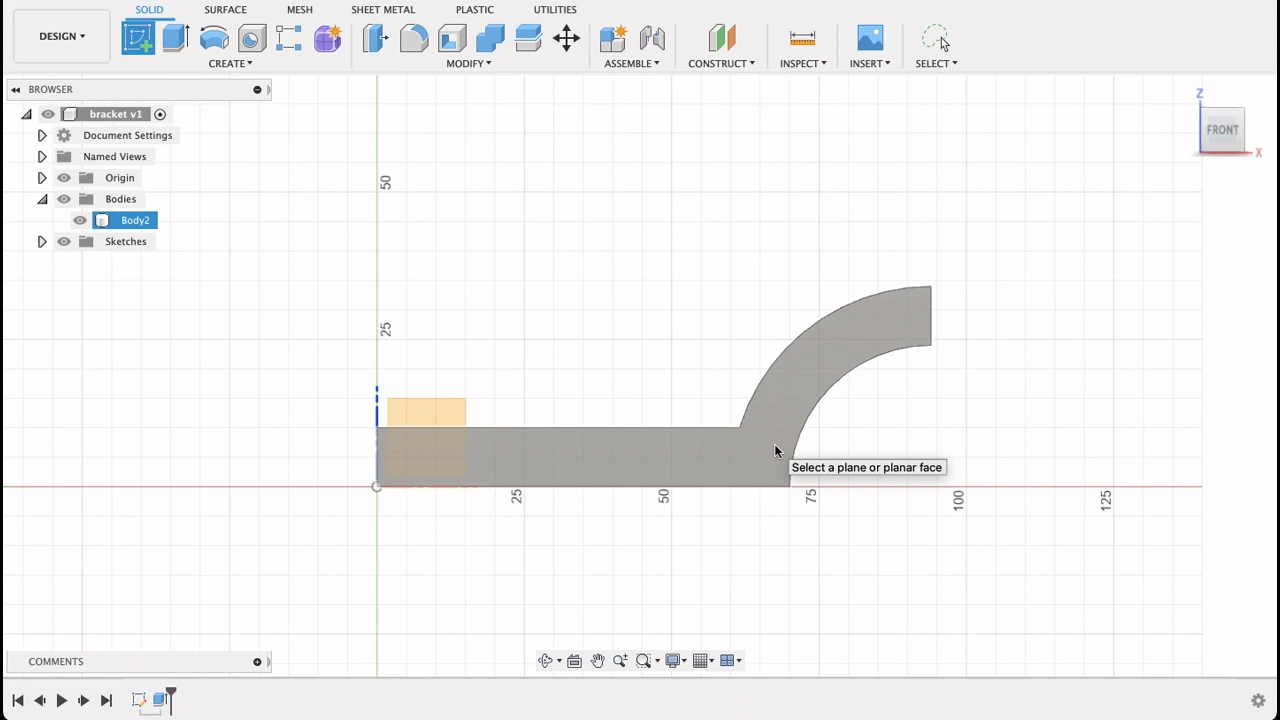 SOLID SURFACE MESH SHEET METAL PLASTIC UTILITIES
DESIGN
CREATE MODIFY ASSEMBLE CONSTRUCT INSPECT INSERT SELECT
BROWSER
bracket v1
Document Settings
Named Views
Origin
Bodies
Body2
Sketches
Z
FRONT
X
50
25
Select a plane or planar face
25 50 75 100 125
COMMENTS